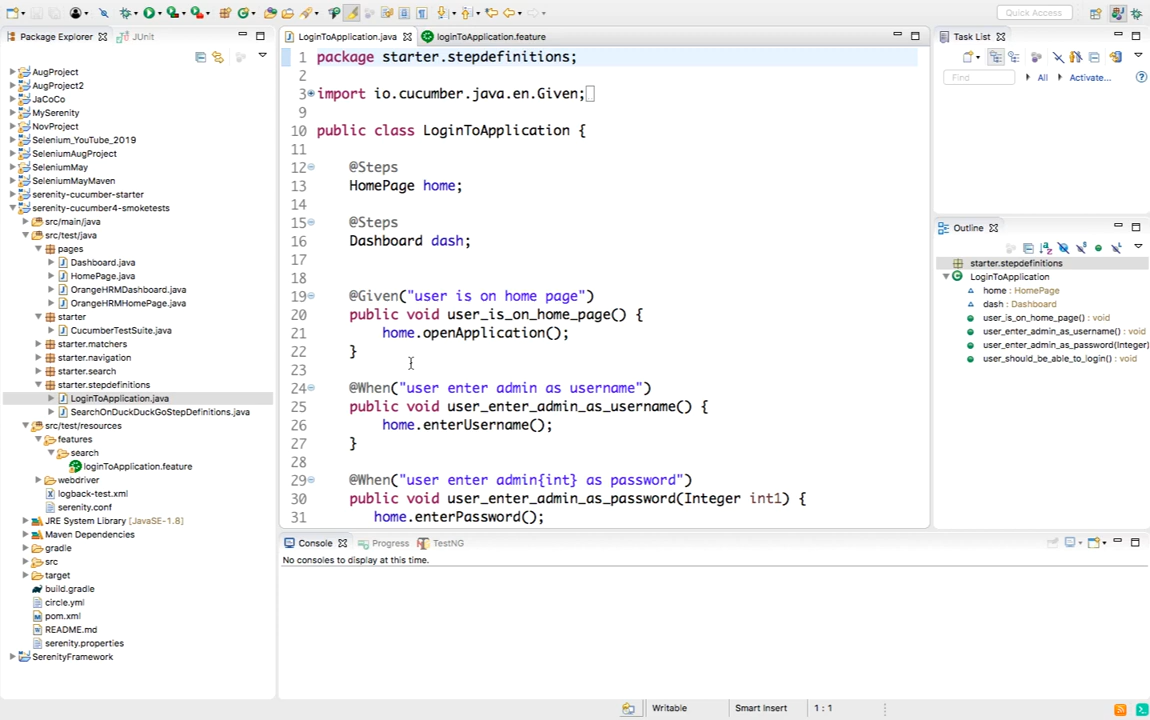 Quick Access
Package Explorer
JUnit
AugProject
AugProject2
JaCoCo
MySerenity
NovProject
Selenium_YouTube_2019
SeleniumAugProject
SeleniumMay
SeleniumMayMaven
serenity-cucumber-starter
serenity-cucumber4-smoketests
src/main/java
src/test/java
pages
Dashboard.java
HomePage.java
OrangeHRMDashboard.java
OrangeHRMHomePage.java
starter
CucumberTestSuite.java
starter.matchers
starter.navigation
starter.search
starter.stepdefinitions
LoginToApplication.java
SearchOnDuckDuckGoStepDefinitions.java
src/test/resources
features
search
loginToApplication.feature
webdriver
logback-test.xml
serenity.conf
JRE System Library [JavaSE-1.8]
Maven Dependencies
gradle
src
target
build.gradle
circle.yml
pom.xml
README.md
serenity.properties
SerenityFramework
LoginToApplication.java
loginToApplication.feature
1 package starter.stepdefinitions;
2
3 import io.cucumber.java.en.Given;
9
10 public class LoginToApplication {
11
12 @Steps
13 HomePage home;
14
15 @Steps
16 Dashboard dash;
17
18
19 @Given("user is on home page")
20 public void user_is_on_home_page() {
21 home.openApplication();
22 }
23
24 @When("user enter admin as username")
25 public void user_enter_admin_as_username() {
26 home.enterUsername();
27 }
28
29 @When("user enter admin{int} as password")
30 public void user_enter_admin_as_password(Integer int1) {
31 home.enterPassword();
Console
Progress
TestNG
No consoles to display at this time.
Task List
Find
All
Activate...
Outline
starter.stepdefinitions
LoginToApplication
home : HomePage
dash : Dashboard
user_is_on_home_page() : void
user_enter_admin_as_username() : void
user_enter_admin_as_password(Integer)
user_should_be_able_to_login() : void
Writable
Smart Insert
1 : 1